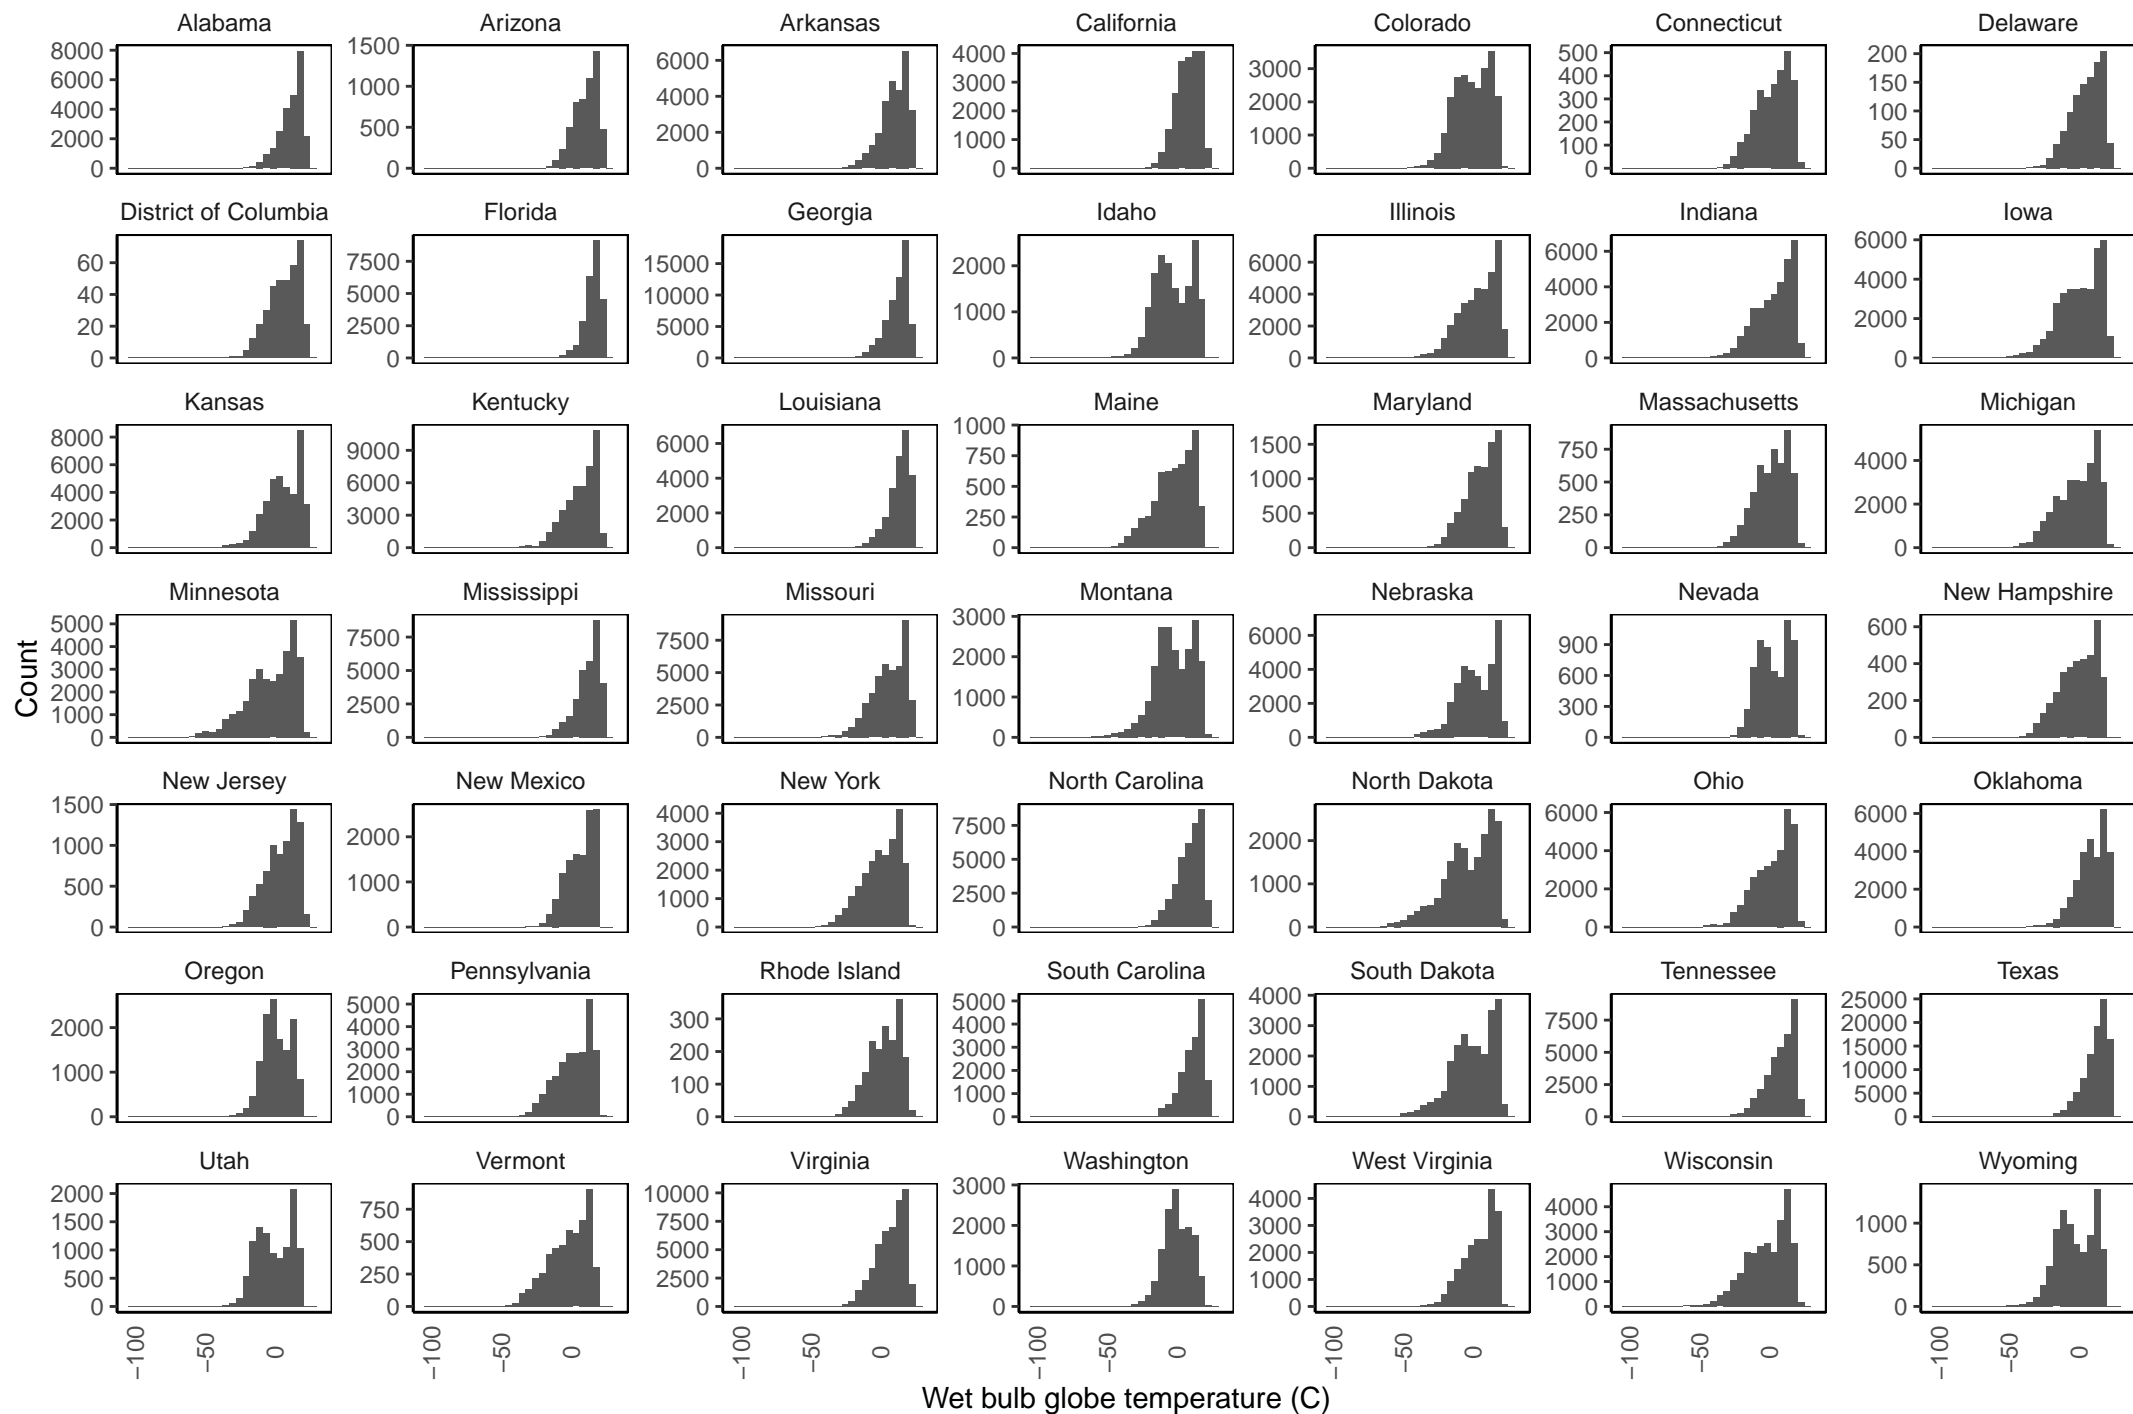 Alabama Arizona Arkansas California Colorado Connecticut Delaware
8000 6000 4000 2000 0
1500 1000 500 0
6000 4000 2000 0
4000 3000 2000 1000 0
3000 2000 1000 0
500 400 300 200 100 0
200 150 100 50 0
District of Columbia Florida Georgia Idaho Illinois Indiana Iowa
60 40 20 0
7500 5000 2500 0
15000 10000 5000 0
2000 1000 0
6000 4000 2000 0
6000 4000 2000 0
6000 4000 2000 0
Kansas Kentucky Louisiana Maine Maryland Massachusetts Michigan
8000 6000 4000 2000 0
9000 6000 3000 0
6000 4000 2000 0
1000 750 500 250 0
1500 1000 500 0
750 500 250 0
4000 2000 0
Minnesota Mississippi Missouri Montana Nebraska Nevada New Hampshire
5000 4000 3000 2000 1000 0
7500 5000 2500 0
7500 5000 2500 0
3000 2000 1000 0
6000 4000 2000 0
900 600 300 0
600 400 200 0
Count
New Jersey New Mexico New York North Carolina North Dakota Ohio Oklahoma
1500 1000 500 0
2000 1000 0
4000 3000 2000 1000 0
7500 5000 2500 0
2000 1000 0
6000 4000 2000 0
6000 4000 2000 0
Oregon Pennsylvania Rhode Island South Carolina South Dakota Tennessee Texas
2000 1000 0
5000 4000 3000 2000 1000 0
300 200 100 0
5000 4000 3000 2000 1000 0
4000 3000 2000 1000 0
7500 5000 2500 0
25000 20000 15000 10000 5000 0
Utah Vermont Virginia Washington West Virginia Wisconsin Wyoming
2000 1500 1000 500 0
750 500 250 0
10000 7500 5000 2500 0
3000 2000 1000 0
4000 3000 2000 1000 0
4000 3000 2000 1000 0
1000 500 0
−100 −50 0 −100 −50 0 −100 −50 0 −100 −50 0 −100 −50 0 −100 −50 0 −100 −50 0
Wet bulb globe temperature (C)